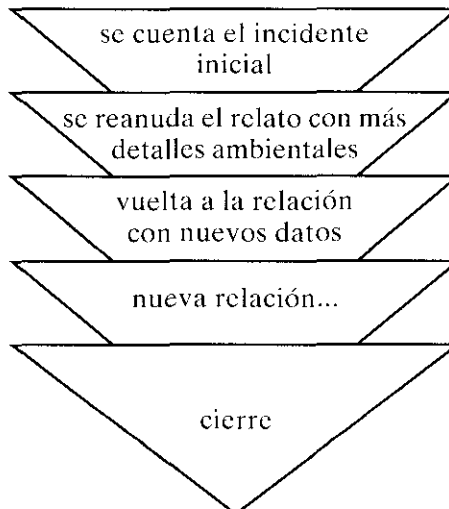 se cuenta el incidente
inicial
se reanuda el relato con más
detalles ambientales
vuelta a la relación
con nuevos datos
nueva relación...
cierre